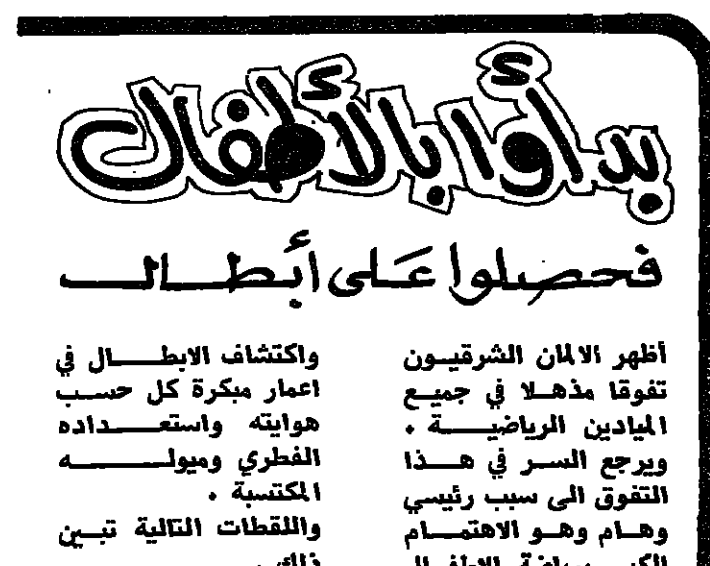 بدأوا بالأطفال
فحصلوا عَلى أبطال
أظهر الالمان الشرقيون
تفوقا مذهلا في جميع
الميادين الرياضية .
ويرجع السر في هذا
التفوق الى سبب رئيسي
وهام وهو الاهتمام
واكتشاف الابطال في
اعمار مبكرة كل حسب
هوايته واستعداده
الفطري وميوله
المكتسبة .
واللقطات التالية تبين